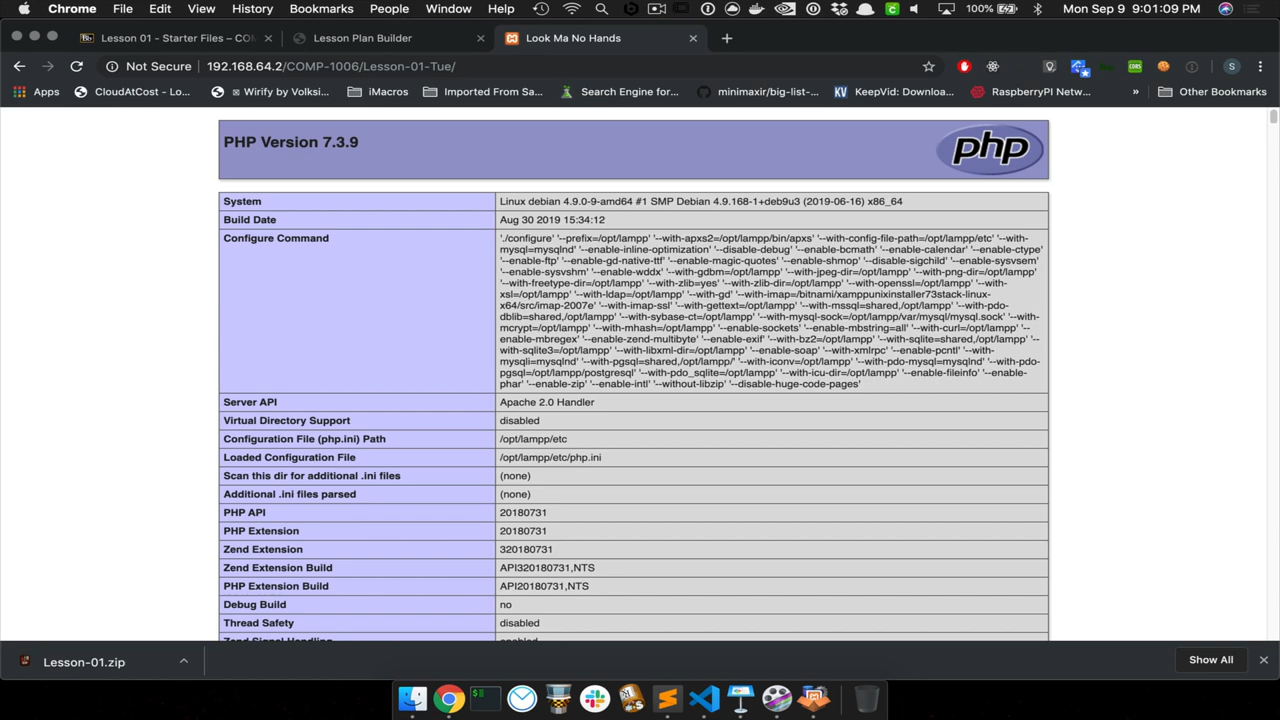 Chrome File Edit View History Bookmarks People Window Help 100% Mon Sep 9 9:01:09 PM
Lesson 01 - Starter Files – CO
Lesson Plan Builder
Look Ma No Hands
Not Secure 192.168.64.2/COMP-1006/Lesson-01-Tue/
Apps CloudAtCost - Lo... Wirify by Volksi... iMacros Imported From Sa... Search Engine for... minimaxir/big-list-... KeepVid: Downloa... RaspberryPI Netw... » Other Bookmarks
PHP Version 7.3.9
php
System Linux debian 4.9.0-9-amd64 #1 SMP Debian 4.9.168-1+deb9u3 (2019-06-16) x86_64
Build Date Aug 30 2019 15:34:12
Configure Command './configure' '--prefix=/opt/lampp' '--with-apxs2=/opt/lampp/bin/apxs' '--with-config-file-path=/opt/lampp/etc' '--with-
mysql=mysqlnd' '--enable-inline-optimization' '--disable-debug' '--enable-bcmath' '--enable-calendar' '--enable-ctype'
'--enable-ftp' '--enable-gd-native-ttf' '--enable-magic-quotes' '--enable-shmop' '--disable-sigchild' '--enable-sysvsem'
'--enable-sysvshm' '--enable-wddx' '--with-gdbm=/opt/lampp' '--with-jpeg-dir=/opt/lampp' '--with-png-dir=/opt/lampp'
'--with-freetype-dir=/opt/lampp' '--with-zlib=yes' '--with-zlib-dir=/opt/lampp' '--with-openssl=/opt/lampp' '--with-
xsl=/opt/lampp' '--with-ldap=/opt/lampp' '--with-gd' '--with-imap=/bitnami/xamppunixinstaller73stack-linux-
x64/src/imap-2007e' '--with-imap-ssl' '--with-gettext=/opt/lampp' '--with-mssql=shared,/opt/lampp' '--with-pdo-
dblib=shared,/opt/lampp' '--with-sybase-ct=/opt/lampp' '--with-mysql-sock=/opt/lampp/var/mysql/mysql.sock' '--with-
mcrypt=/opt/lampp' '--with-mhash=/opt/lampp' '--enable-sockets' '--enable-mbstring=all' '--with-curl=/opt/lampp' '--
enable-mbregex' '--enable-zend-multibyte' '--enable-exif' '--with-bz2=/opt/lampp' '--with-sqlite=shared,/opt/lampp'
'--with-sqlite3=/opt/lampp' '--with-libxml-dir=/opt/lampp' '--enable-soap' '--with-xmlrpc' '--enable-pcntl' '--with-
mysqli=mysqlnd' '--with-pgsql=shared,/opt/lampp/' '--with-iconv=/opt/lampp' '--with-pdo-mysql=mysqlnd' '--with-pdo-
pgsql=/opt/lampp/postgresql' '--with-pdo_sqlite=/opt/lampp' '--with-icu-dir=/opt/lampp' '--enable-fileinfo' '--enable-
phar' '--enable-zip' '--enable-intl' '--without-libzip' '--disable-huge-code-pages'
Server API Apache 2.0 Handler
Virtual Directory Support disabled
Configuration File (php.ini) Path /opt/lampp/etc
Loaded Configuration File /opt/lampp/etc/php.ini
Scan this dir for additional .ini files (none)
Additional .ini files parsed (none)
PHP API 20180731
PHP Extension 20180731
Zend Extension 320180731
Zend Extension Build API320180731,NTS
PHP Extension Build API20180731,NTS
Debug Build no
Thread Safety disabled
Zend Signal Handling enabled
Lesson-01.zip Show All